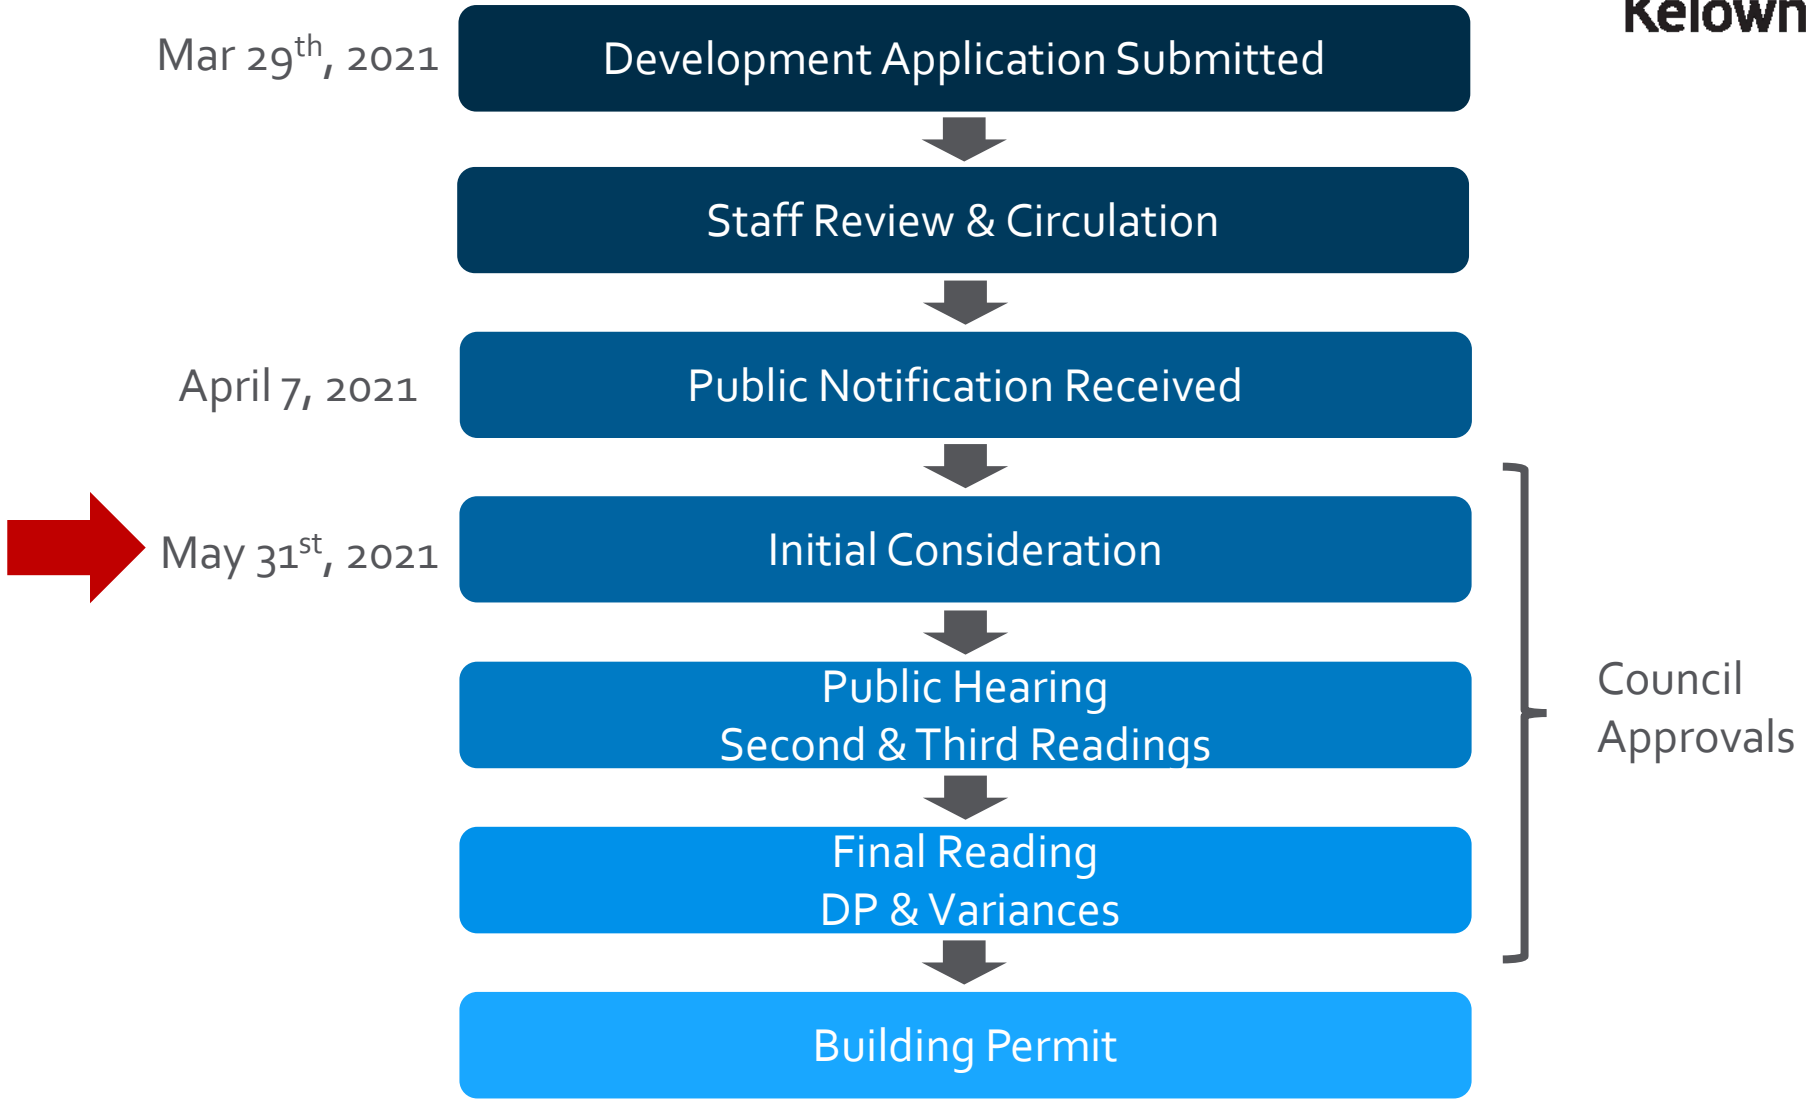 Kelown
Mar 29th, 2021
Development Application Submitted
Staff Review & Circulation
April 7, 2021
Public Notification Received
May 31st, 2021
Initial Consideration
Public Hearing
Second & Third Readings
Council
Approvals
Final Reading
DP & Variances
Building Permit